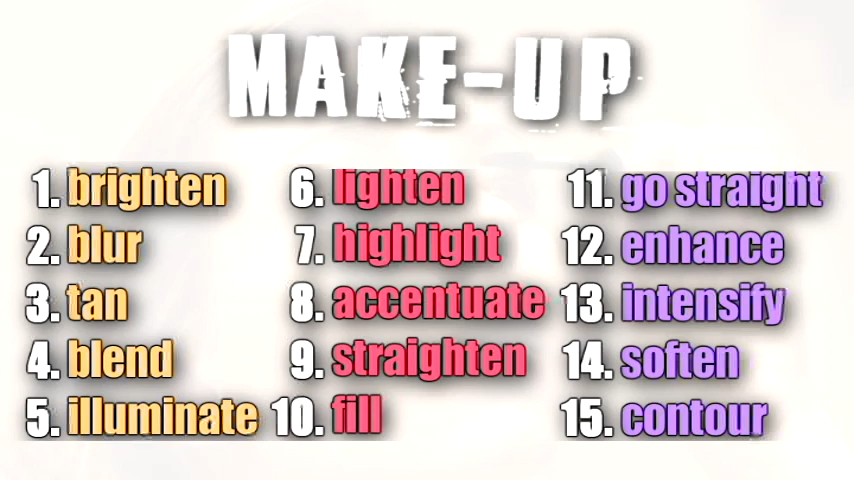 MAKE-UP
1. brighten
2. blur
3. tan
4. blend
5. illuminate
6. lighten
7. highlight
8. accentuate
9. straighten
10. fill
11. go straight
12. enhance
13. intensify
14. soften
15. contour